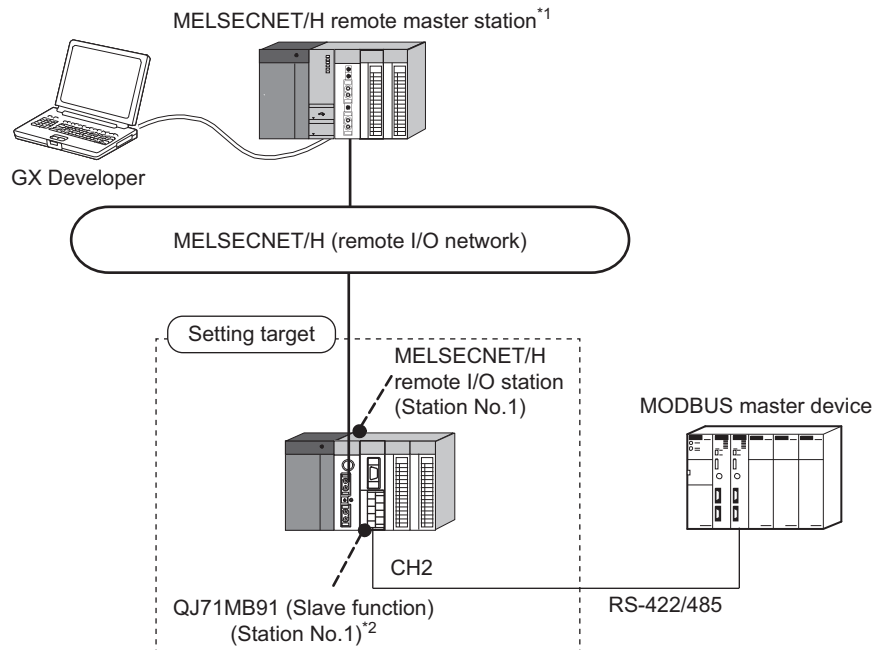 MELSECNET/H remote master station*1
GX Developer
MELSECNET/H (remote I/O network)
Setting target
MELSECNET/H
remote I/O station
(Station No.1)
MODBUS master device
CH2
QJ71MB91 (Slave function)
(Station No.1)*2
RS-422/485